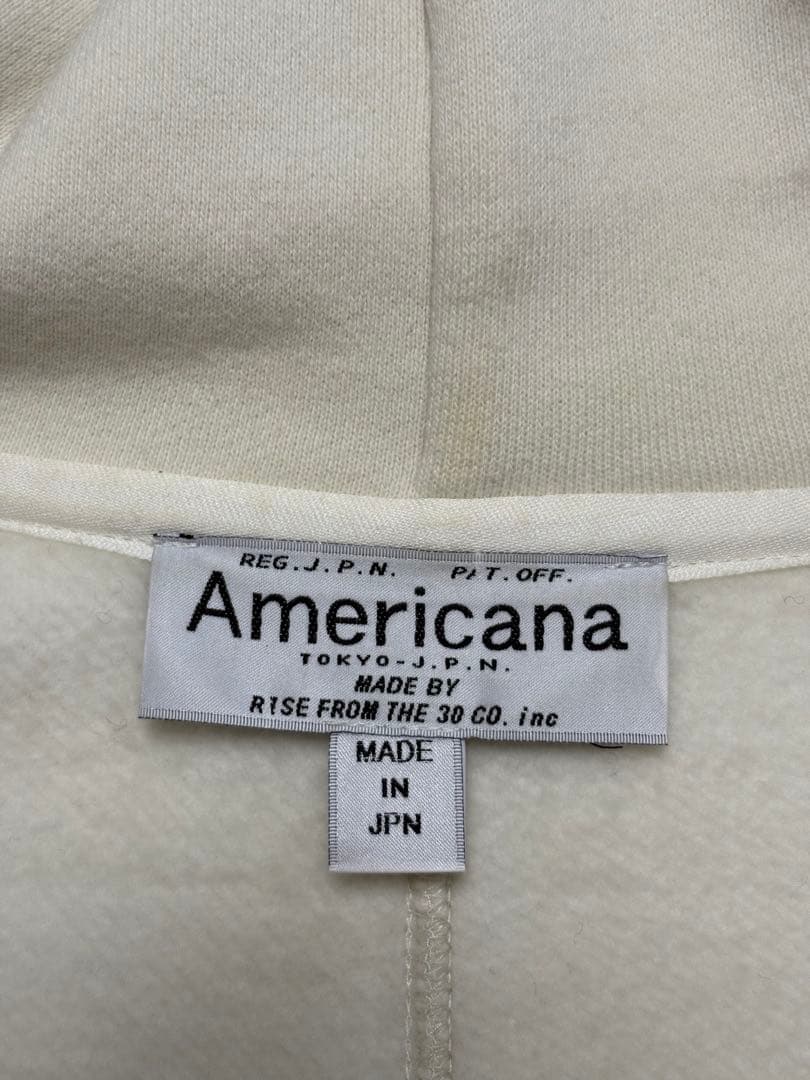 REG.J.P.N. PAT.OFF.
Americana
TOKYO-J.P.N.
MADE BY
RISE FROM THE 30 CO. inc
MADE
IN
JPN